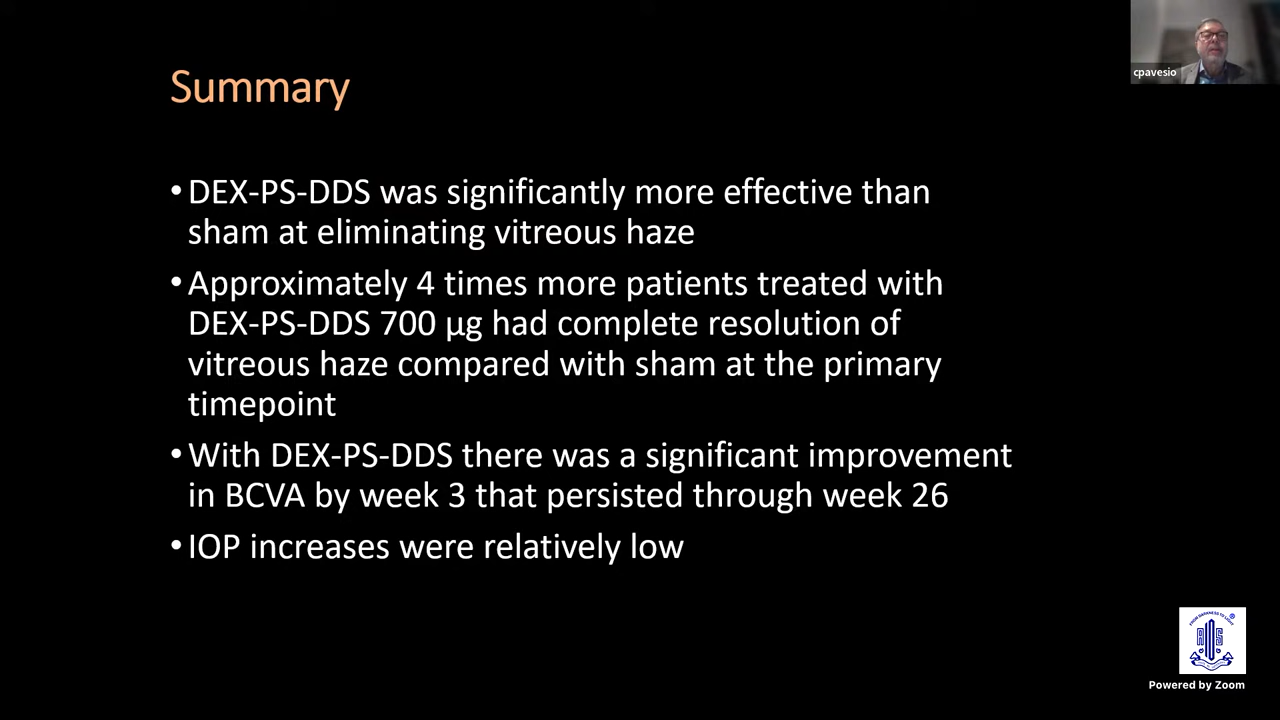 cpavesio
Summary
• DEX-PS-DDS was significantly more effective than
sham at eliminating vitreous haze
• Approximately 4 times more patients treated with
DEX-PS-DDS 700 µg had complete resolution of
vitreous haze compared with sham at the primary
timepoint
• With DEX-PS-DDS there was a significant improvement
in BCVA by week 3 that persisted through week 26
• IOP increases were relatively low
Powered by Zoom